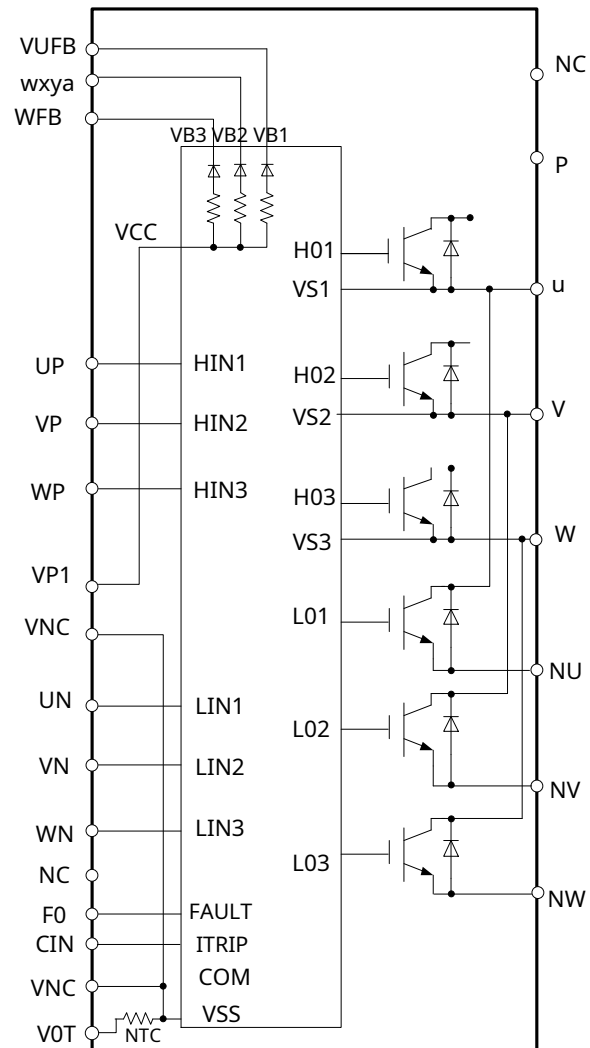 VUFB
wxya
WFB
VB3 VB2 VB1
VCC
UP
VP
WP
VP1
VNC
UN
VN
WN
NC
F0
CIN
VNC
V0T
NTC
HIN1
HIN2
HIN3
LIN1
LIN2
LIN3
FAULT
ITRIP
COM
VSS
H01
VS1
H02
VS2
H03
VS3
L01
L02
L03
NC
P
u
V
W
NU
NV
NW